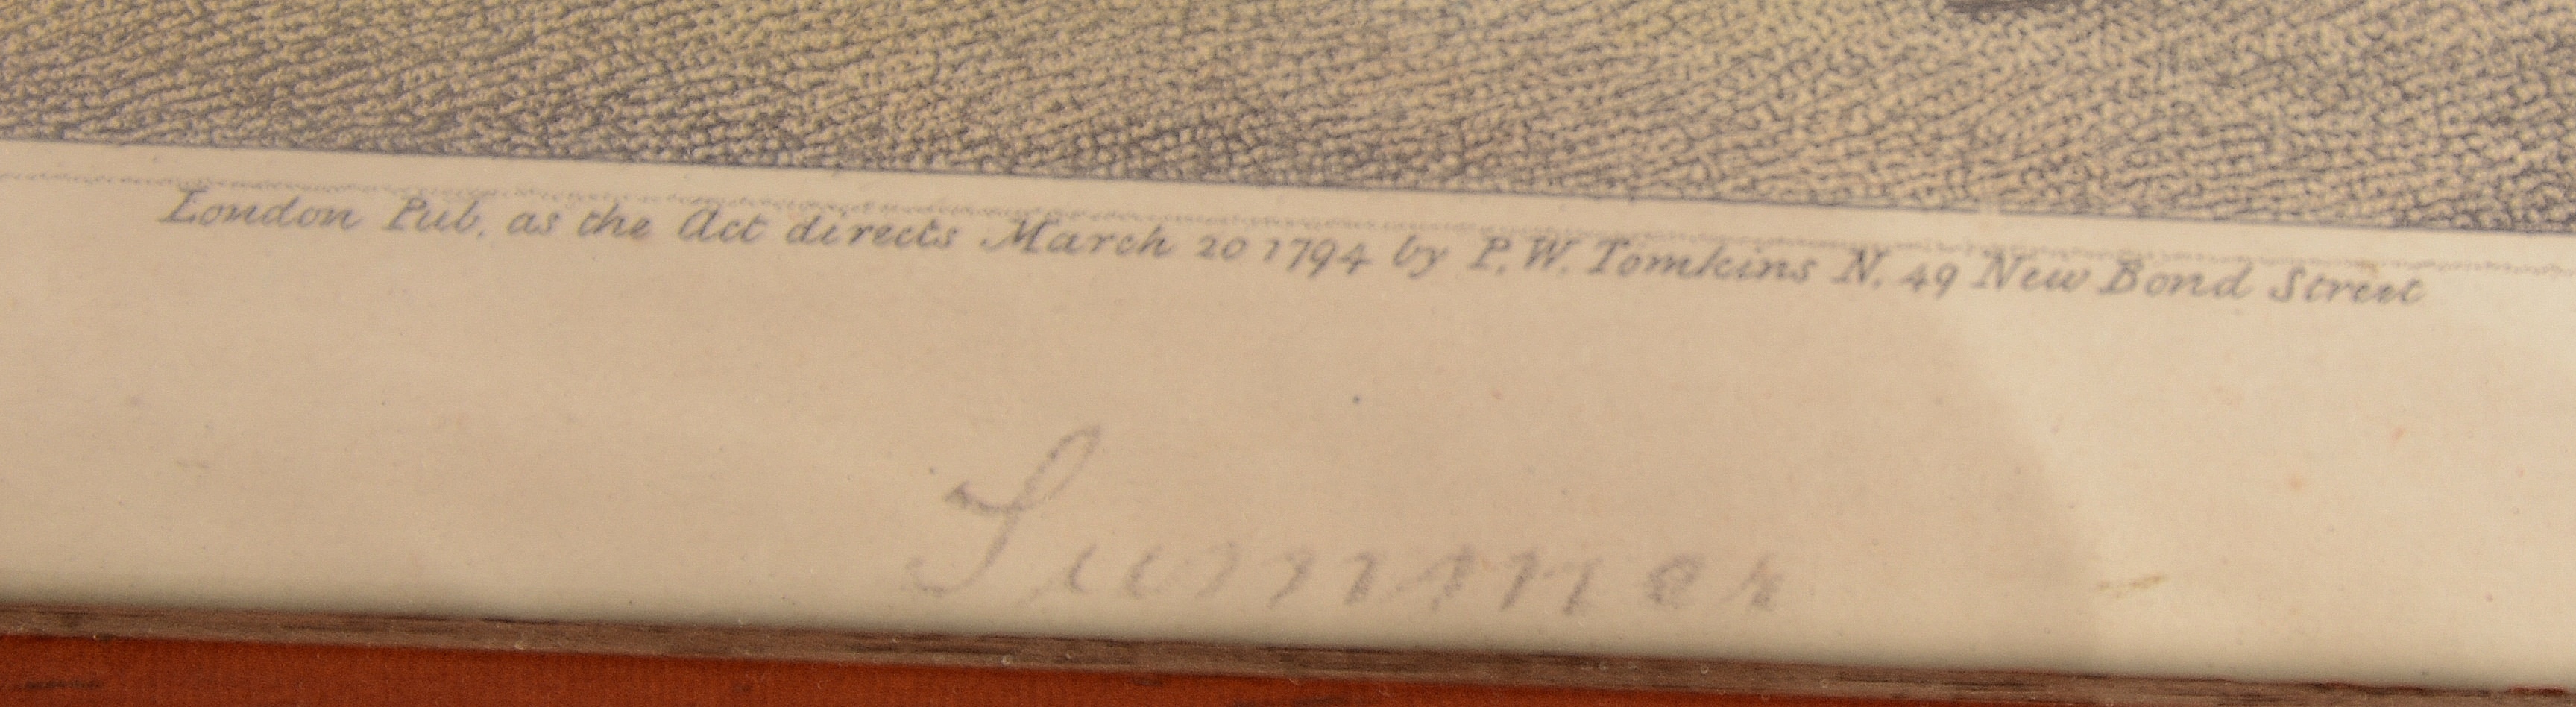 London Pub. as the Act directs March 20 1794 by P. W. Tomkins N. 49 New Bond Street
Summer